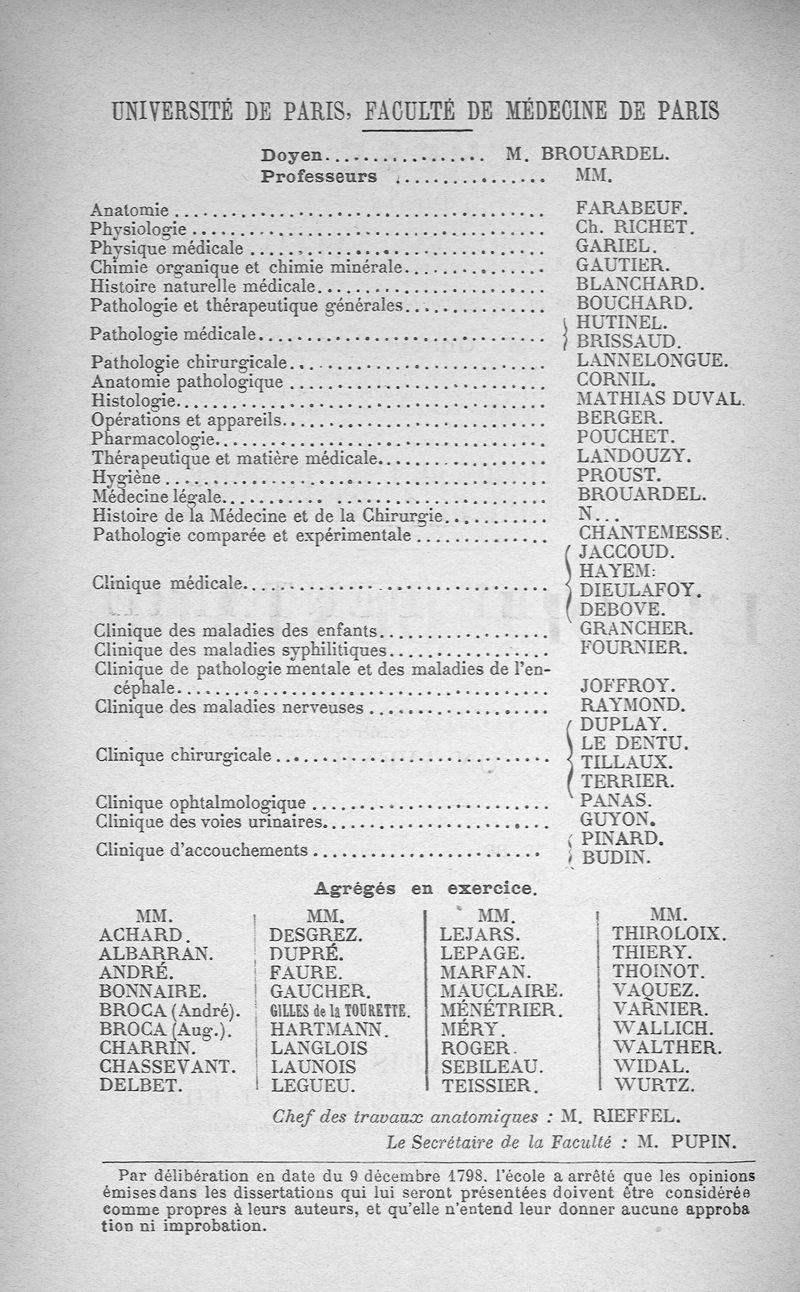 UNIVERSITÉ DE PARIS, FACULTÉ DE MÉDECINE DE PARIS
Doyen................. M. BROUARDEL.
Professeurs ................ MM.
Anatomie ........................................ FARABEUF.
Physiologie ...................................... Ch. RICHET.
Physique médicale ................................ GARIEL.
Chimie organique et chimie minérale............... GAUTIER.
Histoire naturelle médicale........................ BLANCHARD.
Pathologie et thérapeutique générales............... BOUCHARD.
Pathologie médicale............................... { HUTINEL.
BRISSAUD.
Pathologie chirurgicale............................ LANNELONGUE.
Anatomie pathologique ............................ CORNIL.
Histologie........................................ MATHIAS DUVAL.
Opérations et appareils............................ BERGER.
Pharmacologie.................................... POUCHET.
Thérapeutique et matière médicale.................. LANDOUZY.
Hygiène ......................................... PROUST.
Médecine légale........... ....................... BROUARDEL.
Histoire de la Médecine et de la Chirurgie........... N...
Pathologie comparée et expérimentale .............. CHANTEMESSE.
Clinique médicale................................. { JACCOUD.
HAYEM:
DIEULAFOY.
DEBOVE.
Clinique des maladies des enfants.................. GRANCHER.
Clinique des maladies syphilitiques................. FOURNIER.
Clinique de pathologie mentale et des maladies de l'en-
céphale........................................ JOFFROY.
Clinique des maladies nerveuses ................... RAYMOND.
Clinique chirurgicale .............................. { DUPLAY.
LE DENTU.
TILLAUX.
TERRIER.
Clinique ophtalmologique .......................... PANAS.
Clinique des voies urinaires......................... GUYON.
Clinique d'accouchements ......................... { PINARD.
BUDIN.
Agrégés en exercice.
MM. MM. MM. MM.
ACHARD. DESGREZ. LEJARS. THIROLOIX.
ALBARRAN. DUPRÉ. LEPAGE. THIERY.
ANDRÉ. FAURE. MARFAN. THOINOT.
BONNAIRE. GAUCHER. MAUCLAIRE. VAQUEZ.
BROCA (André). GILLES de la TOURETTE. MÉNÉTRIER. VARNIER.
BROCA (Aug.). HARTMANN. MÉRY. WALLICH.
CHARRIN. LANGLOIS ROGER. WALTHER.
CHASSEVANT. LAUNOIS SEBILEAU. WIDAL.
DELBET. LEGUEU. TEISSIER. WURTZ.
Chef des travaux anatomiques : M. RIEFFEL.
Le Secrétaire de la Faculté : M. PUPIN.
Par délibération en date du 9 décembre 1798. l'école a arrêté que les opinions
émises dans les dissertations qui lui seront présentées doivent être considérée
comme propres à leurs auteurs, et qu'elle n'entend leur donner aucune approba
tion ni improbation.